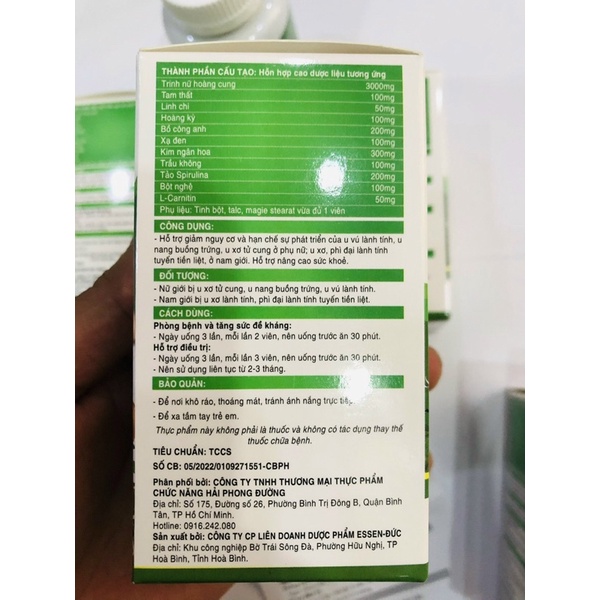 THÀNH PHẦN CẤU TẠO: Hỗn hợp cao dược liệu tương ứng
Trinh nữ hoàng cung 3000mg
Tam thất 100mg
Linh chi 50mg
Hoàng kỳ 100mg
Bồ công anh 200mg
Xạ đen 100mg
Kim ngân hoa 300mg
Trầu không 100mg
Tảo Spirulina 200mg
Bột nghệ 100mg
L-Carnitin 50mg
Phụ liệu: Tinh bột, talc, magie stearat vừa đủ 1 viên
CÔNG DỤNG:
- Hỗ trợ giảm nguy cơ và hạn chế sự phát triển của u vú lành tính, u
nang buồng trứng, u xơ tử cung ở phụ nữ; u xơ, phì đại lành tính
tuyến tiền liệt, ở nam giới. Hỗ trợ nâng cao sức khoẻ.
ĐỐI TƯỢNG:
- Nữ giới bị u xơ tử cung, u nang buồng trứng, u vú lành tính.
- Nam giới bị u xơ lành tính, phì đại lành tính tuyến tiền liệt.
CÁCH DÙNG:
Phòng bệnh và tăng sức đề kháng:
- Ngày uống 3 lần, mỗi lần 2 viên, nên uống trước ăn 30 phút.
Hỗ trợ điều trị:
- Ngày uống 3 lần, mỗi lần 3 viên, nên uống trước ăn 30 phút.
- Nên sử dụng liên tục từ 2-3 tháng.
BẢO QUẢN:
- Để nơi khô ráo, thoáng mát, tránh ánh nắng trực tiếp.
- Để xa tầm tay trẻ em.
Thực phẩm này không phải là thuốc và không có tác dụng thay thế
thuốc chữa bệnh.
TIÊU CHUẨN: TCCS
SỐ CB: 05/2022/0109271551-CBPH
Phân phối bởi: CÔNG TY TNHH THƯƠNG MẠI THỰC PHẨM
CHỨC NĂNG HẢI PHONG ĐƯỜNG
Địa chỉ: Số 175, Đường số 26, Phường Bình Trị Đông B, Quận Bình
Tân, TP Hồ Chí Minh.
Hotline: 0916.242.080
Sản xuất bởi: CÔNG TY CP LIÊN DOANH DƯỢC PHẨM ESSEN-ĐỨC
Địa chỉ: Khu công nghiệp Bờ Trái Sông Đà, Phường Hữu Nghị, TP
Hoà Bình, Tỉnh Hoà Bình.